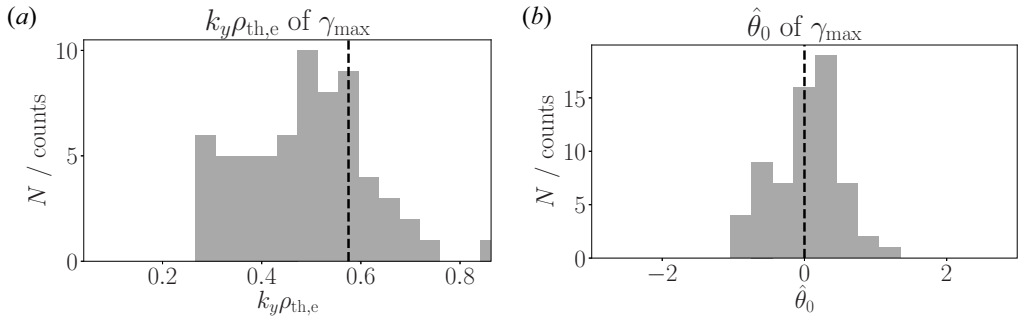 (a)
k_yρ_th,e of γ_max
N / counts
10
5
0
0.2 0.4 0.6 0.8
k_yρ_th,e
(b)
θ̂_0 of γ_max
N / counts
15
10
5
0
−2 0 2
θ̂_0